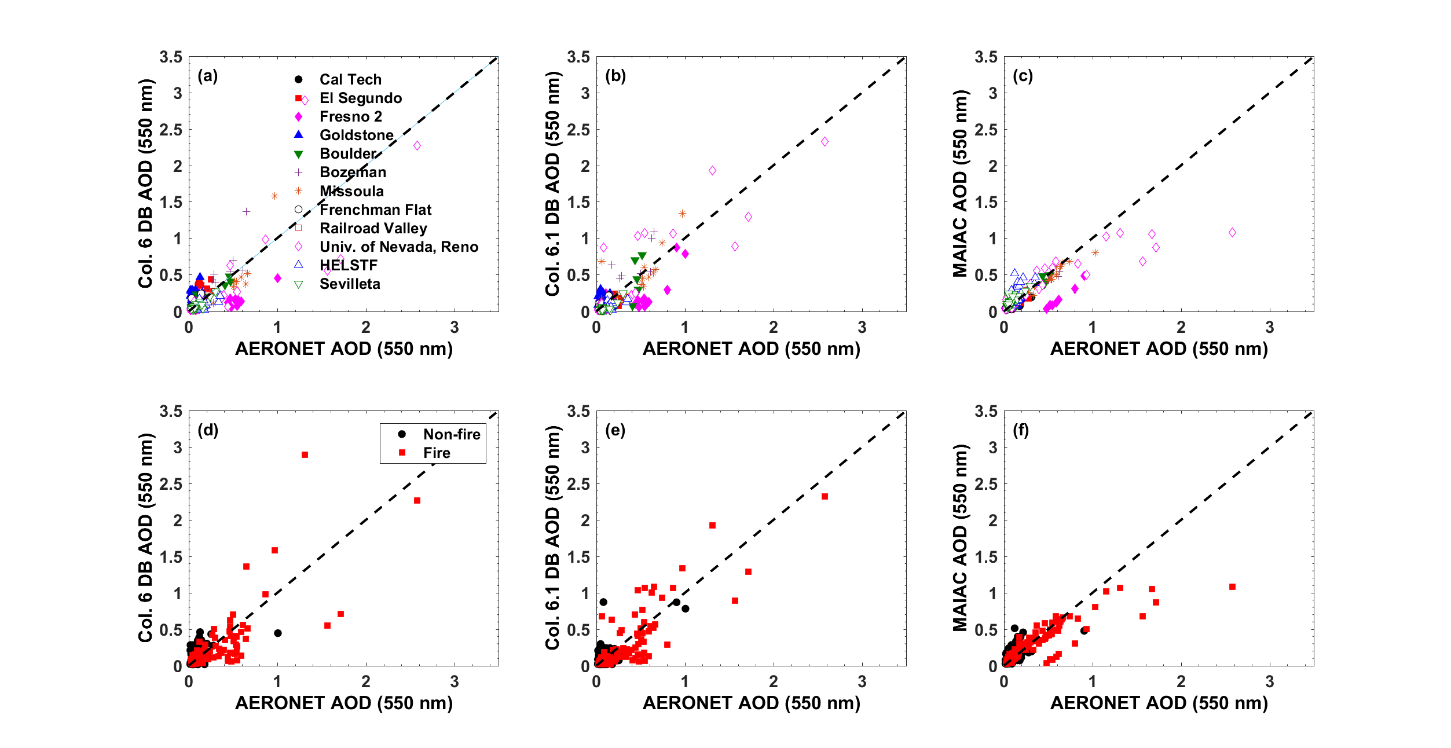 (a)
Cal Tech
El Segundo
Fresno 2
Goldstone
Boulder
Bozeman
Missoula
Frenchman Flat
Railroad Valley
Univ. of Nevada, Reno
HELSTF
Sevilleta
Col. 6 DB AOD (550 nm)
3.5
3
2.5
2
1.5
1
0.5
0
0 1 2 3
AERONET AOD (550 nm)
(b)
Col. 6.1 DB AOD (550 nm)
3.5
3
2.5
2
1.5
1
0.5
0
0 1 2 3
AERONET AOD (550 nm)
(c)
MAIAC AOD (550 nm)
3.5
3
2.5
2
1.5
1
0.5
0
0 1 2 3
AERONET AOD (550 nm)
(d)
Non-fire
Fire
Col. 6 DB AOD (550 nm)
3.5
3
2.5
2
1.5
1
0.5
0
0 1 2 3
AERONET AOD (550 nm)
(e)
Col. 6.1 DB AOD (550 nm)
3.5
3
2.5
2
1.5
1
0.5
0
0 1 2 3
AERONET AOD (550 nm)
(f)
MAIAC AOD (550 nm)
3.5
3
2.5
2
1.5
1
0.5
0
0 1 2 3
AERONET AOD (550 nm)